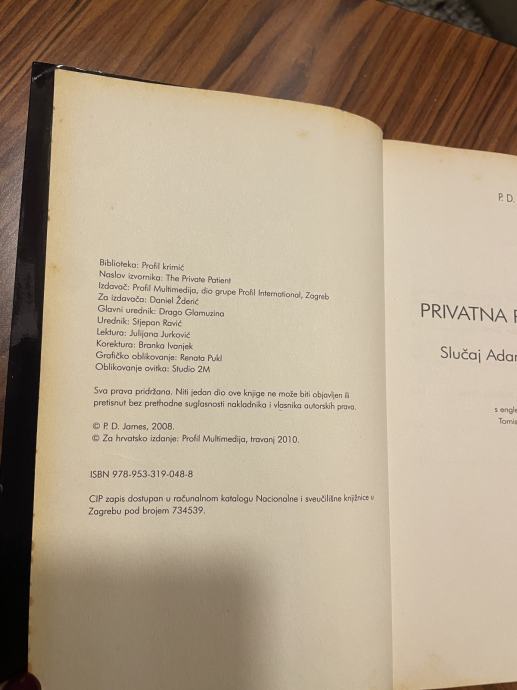 Biblioteka: Profil krimić
Naslov izvornika: The Private Patient
Izdavač: Profil Multimedija, dio grupe Profil International, Zagreb
Za izdavača: Daniel Žderić
Glavni urednik: Drago Glamuzina
Urednik: Stjepan Ravić
Lektura: Julijana Jurković
Korektura: Branka Ivanjek
Grafičko oblikovanje: Renata Pukl
Oblikovanje ovitka: Studio 2M
Sva prava pridržana. Niti jedan dio ove knjige ne može biti objavljen ili
pretisnut bez prethodne suglasnosti nakladnika i vlasnika autorskih prava.
© P. D. James, 2008.
© Za hrvatsko izdanje: Profil Multimedija, travanj 2010.
ISBN 978-953-319-048-8
CIP zapis dostupan u računalnom katalogu Nacionalne i sveučilišne knjižnice u
Zagrebu pod brojem 734539.
P. D.
PRIVATNA
Slučaj
s